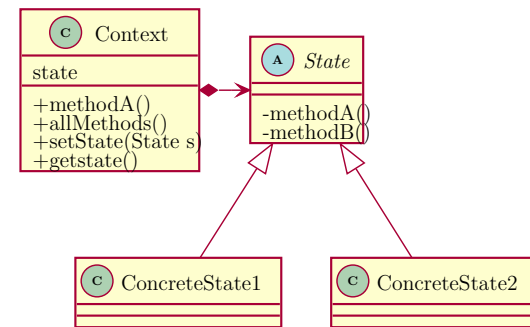 C Context
state
+methodA()
+allMethods()
+setState(State s)
+getstate()
A State
-methodA()
-methodB()
C ConcreteState1
C ConcreteState2